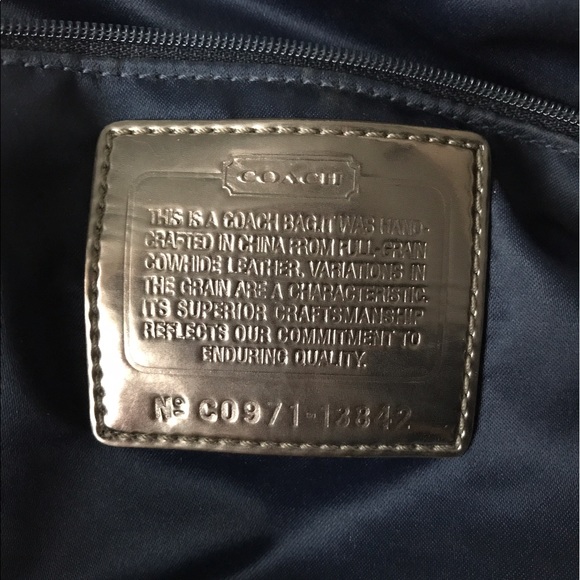 COACH
THIS IS A COACH BAG.IT WAS HAND-
CRAFTED IN CHINA FROM FULL-GRAIN
COWHIDE LEATHER. VARIATIONS IN
THE GRAIN ARE A CHARACTERISTIC.
ITS SUPERIOR CRAFTSMANSHIP
REFLECTS OUR COMMITMENT TO
ENDURING QUALITY.
Nº C0971-13842